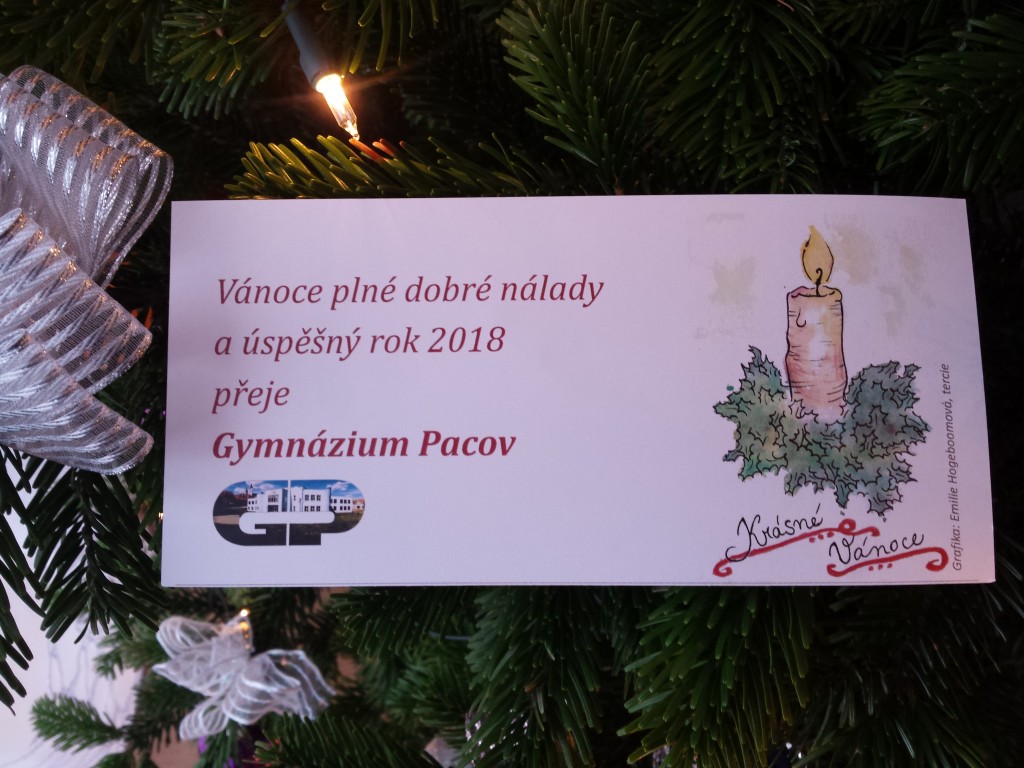 Vánoce plné dobré nálady
a úspěšný rok 2018
přeje
Gymnázium Pacov
GP
Krásné
Vánoce
Grafika: Emilie Hogeboomová, tercie